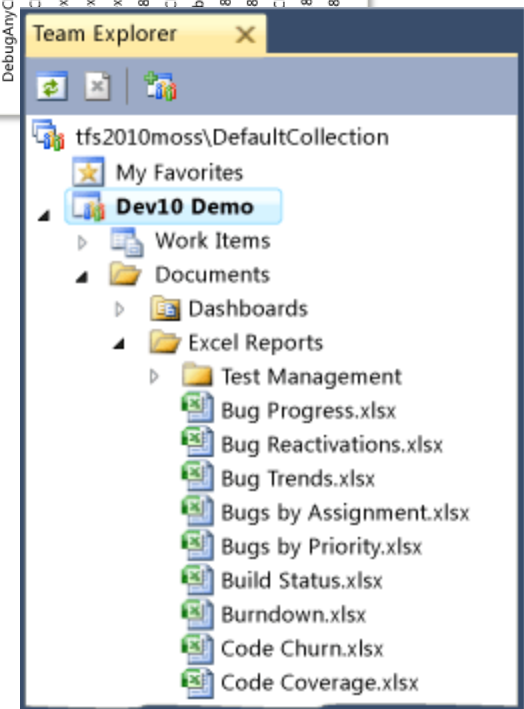 DebugAnyC
Team Explorer
tfs2010moss\DefaultCollection
My Favorites
Dev10 Demo
Work Items
Documents
Dashboards
Excel Reports
Test Management
Bug Progress.xlsx
Bug Reactivations.xlsx
Bug Trends.xlsx
Bugs by Assignment.xlsx
Bugs by Priority.xlsx
Build Status.xlsx
Burndown.xlsx
Code Churn.xlsx
Code Coverage.xlsx